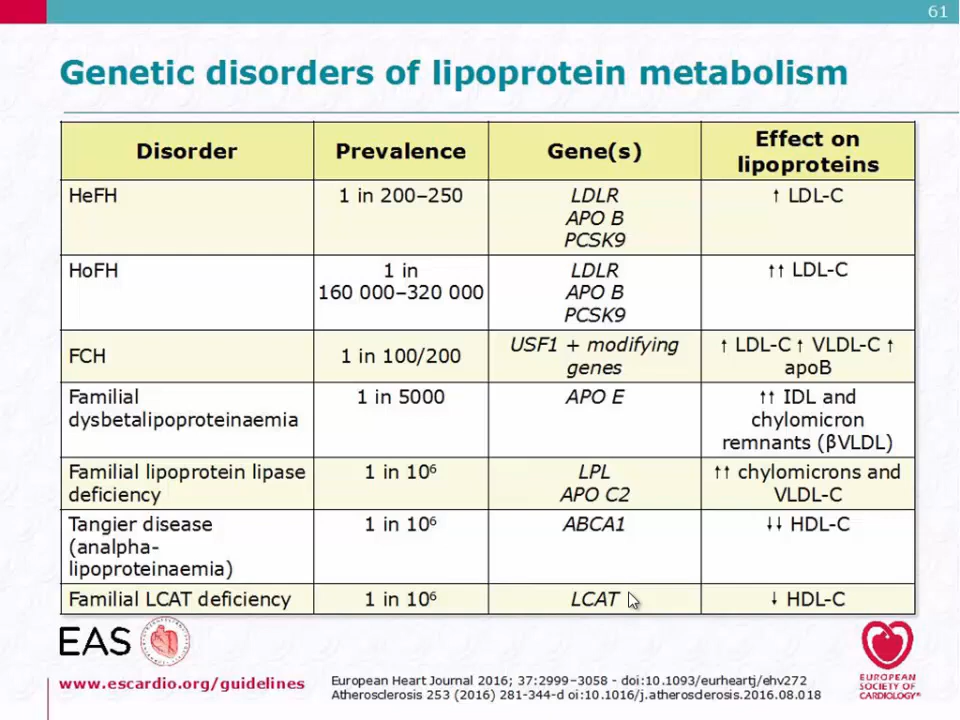 61
Genetic disorders of lipoprotein metabolism
Disorder Prevalence Gene(s) Effect on lipoproteins
HeFH 1 in 200–250 LDLR APO B PCSK9 ↑ LDL-C
HoFH 1 in 160 000–320 000 LDLR APO B PCSK9 ↑↑ LDL-C
FCH 1 in 100/200 USF1 + modifying genes ↑ LDL-C ↑ VLDL-C ↑ apoB
Familial dysbetalipoproteinaemia 1 in 5000 APO E ↑↑ IDL and chylomicron remnants (βVLDL)
Familial lipoprotein lipase deficiency 1 in 10⁶ LPL APO C2 ↑↑ chylomicrons and VLDL-C
Tangier disease (analpha-lipoproteinaemia) 1 in 10⁶ ABCA1 ↓↓ HDL-C
Familial LCAT deficiency 1 in 10⁶ LCAT ↓ HDL-C
EAS
www.escardio.org/guidelines
European Heart Journal 2016; 37:2999–3058 - doi:10.1093/eurheartj/ehv272
Atherosclerosis 253 (2016) 281-344-d oi:10.1016/j.atherosclerosis.2016.08.018
EUROPEAN
SOCIETY OF
CARDIOLOGY®